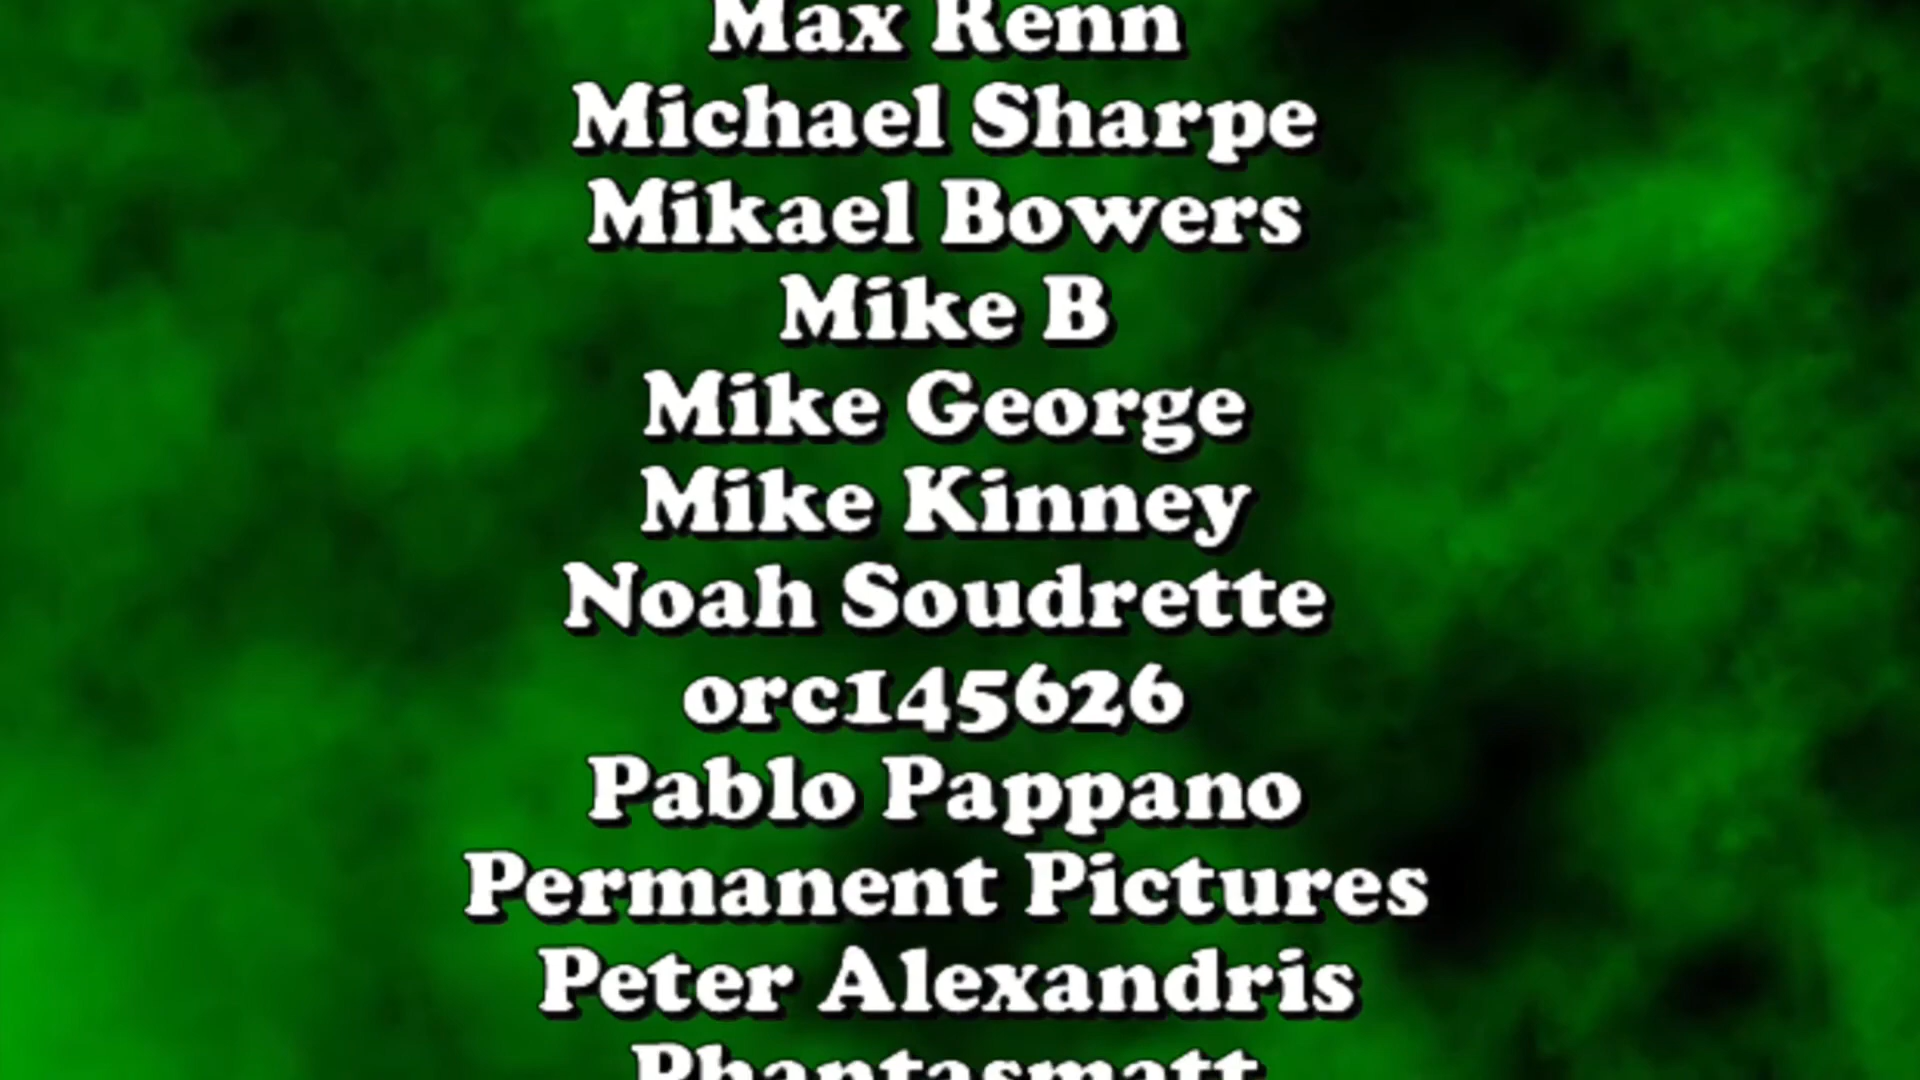 Max Renn
Michael Sharpe
Mikael Bowers
Mike B
Mike George
Mike Kinney
Noah Soudrette
orc145626
Pablo Pappano
Permanent Pictures
Peter Alexandris
Phantasmatt